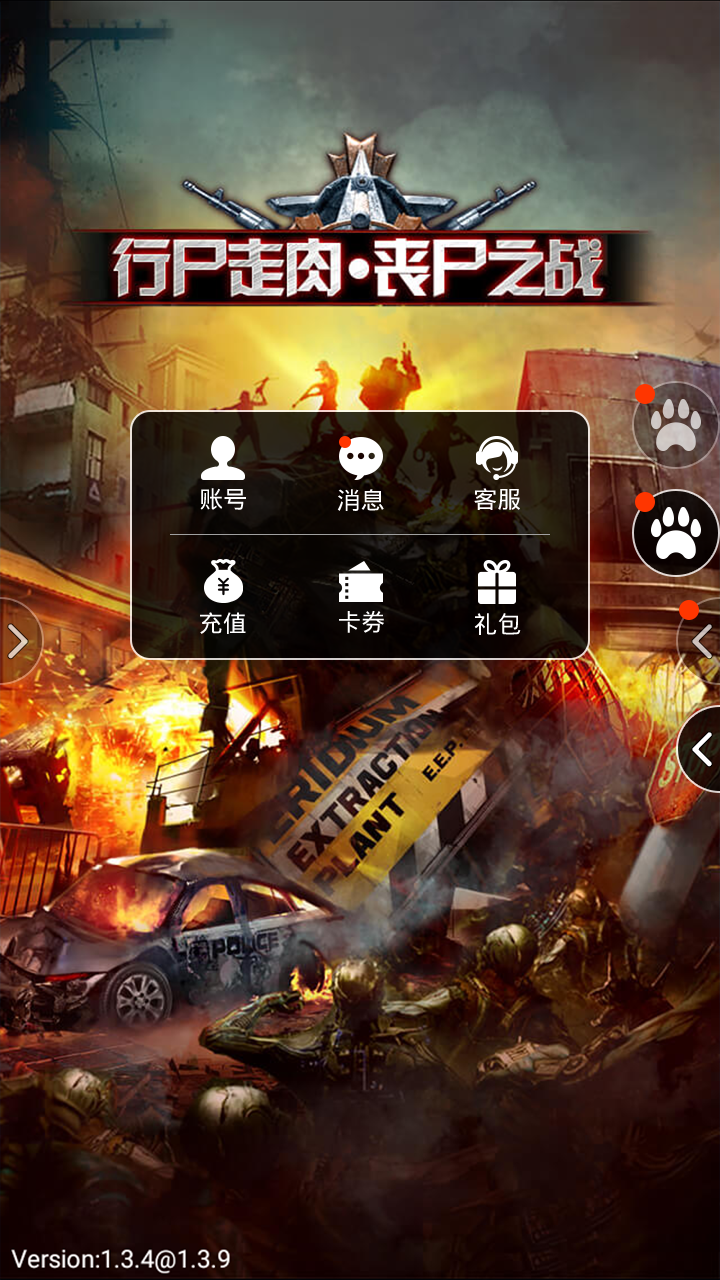 行尸走肉·丧尸之战
账号 消息 客服
充值 卡券 礼包
ERIDIUM
EXTRACTION
PLANT E.E.P.
POLICE
Version:1.3.4@1.3.9